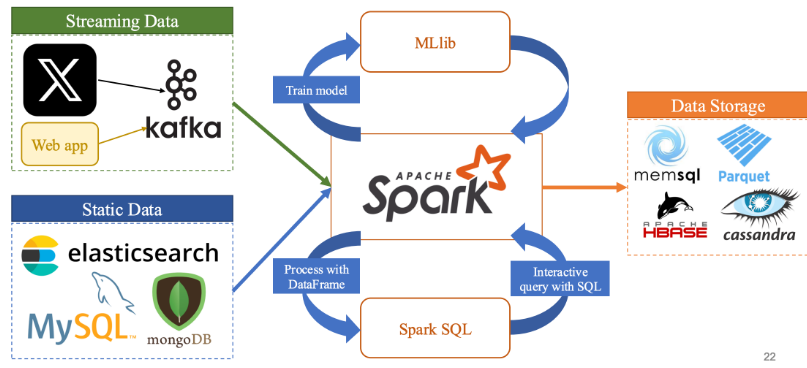 Streaming Data
X
kafka
Web app
Static Data
elasticsearch
MySQL™
mongoDB
MLlib
Train model
APACHE
Spark
Process with
DataFrame
Interactive
query with SQL
Spark SQL
Data Storage
memsql
Parquet
APACHE
HBASE
cassandra
22